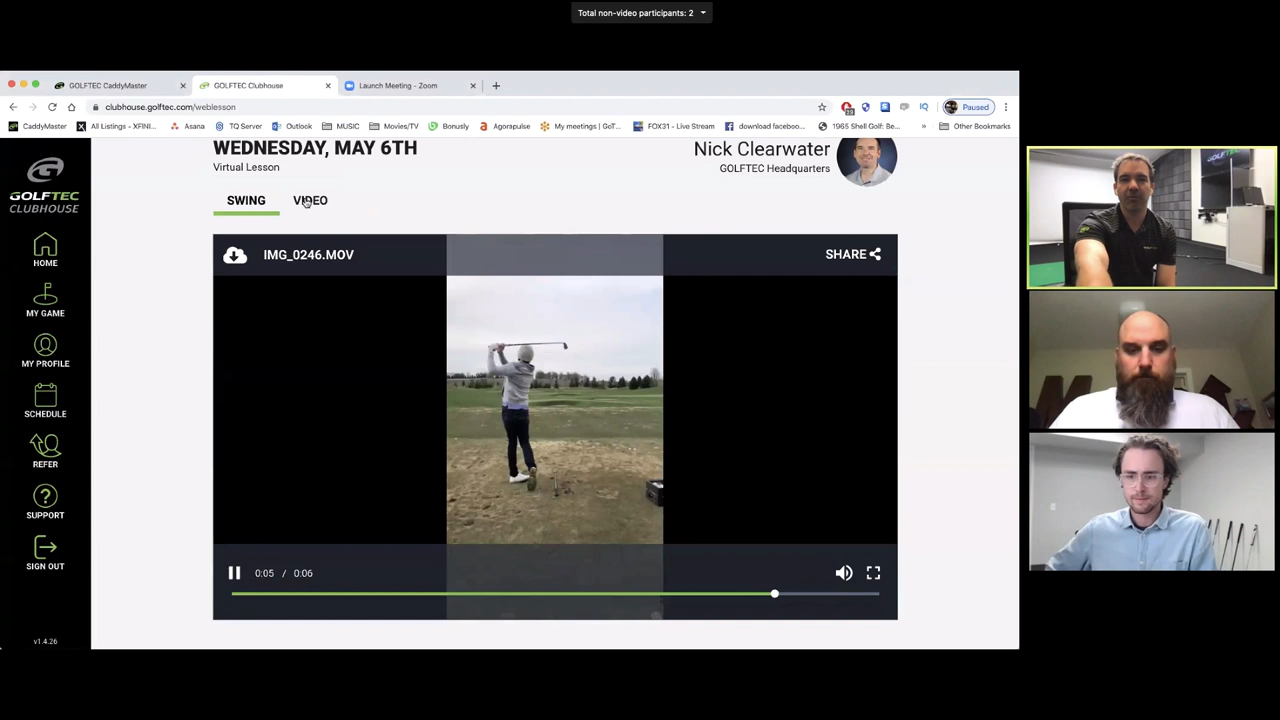 Total non-video participants: 2
GOLFTEC CaddyMaster
GOLFTEC Clubhouse
Launch Meeting - Zoom
clubhouse.golftec.com/weblesson
Paused
CaddyMaster
All Listings - XFINI...
Asana
TQ Server
Outlook
MUSIC
Movies/TV
Bonusly
Agorapulse
My meetings | GoT...
FOX31 - Live Stream
download faceboo...
1965 Shell Golf: Be...
»
Other Bookmarks
GOLFTEC
CLUBHOUSE
HOME
MY GAME
MY PROFILE
SCHEDULE
REFER
SUPPORT
SIGN OUT
v1.4.26
WEDNESDAY, MAY 6TH
Virtual Lesson
Nick Clearwater
GOLFTEC Headquarters
SWING
VIDEO
IMG_0246.MOV
SHARE
0:05 / 0:06